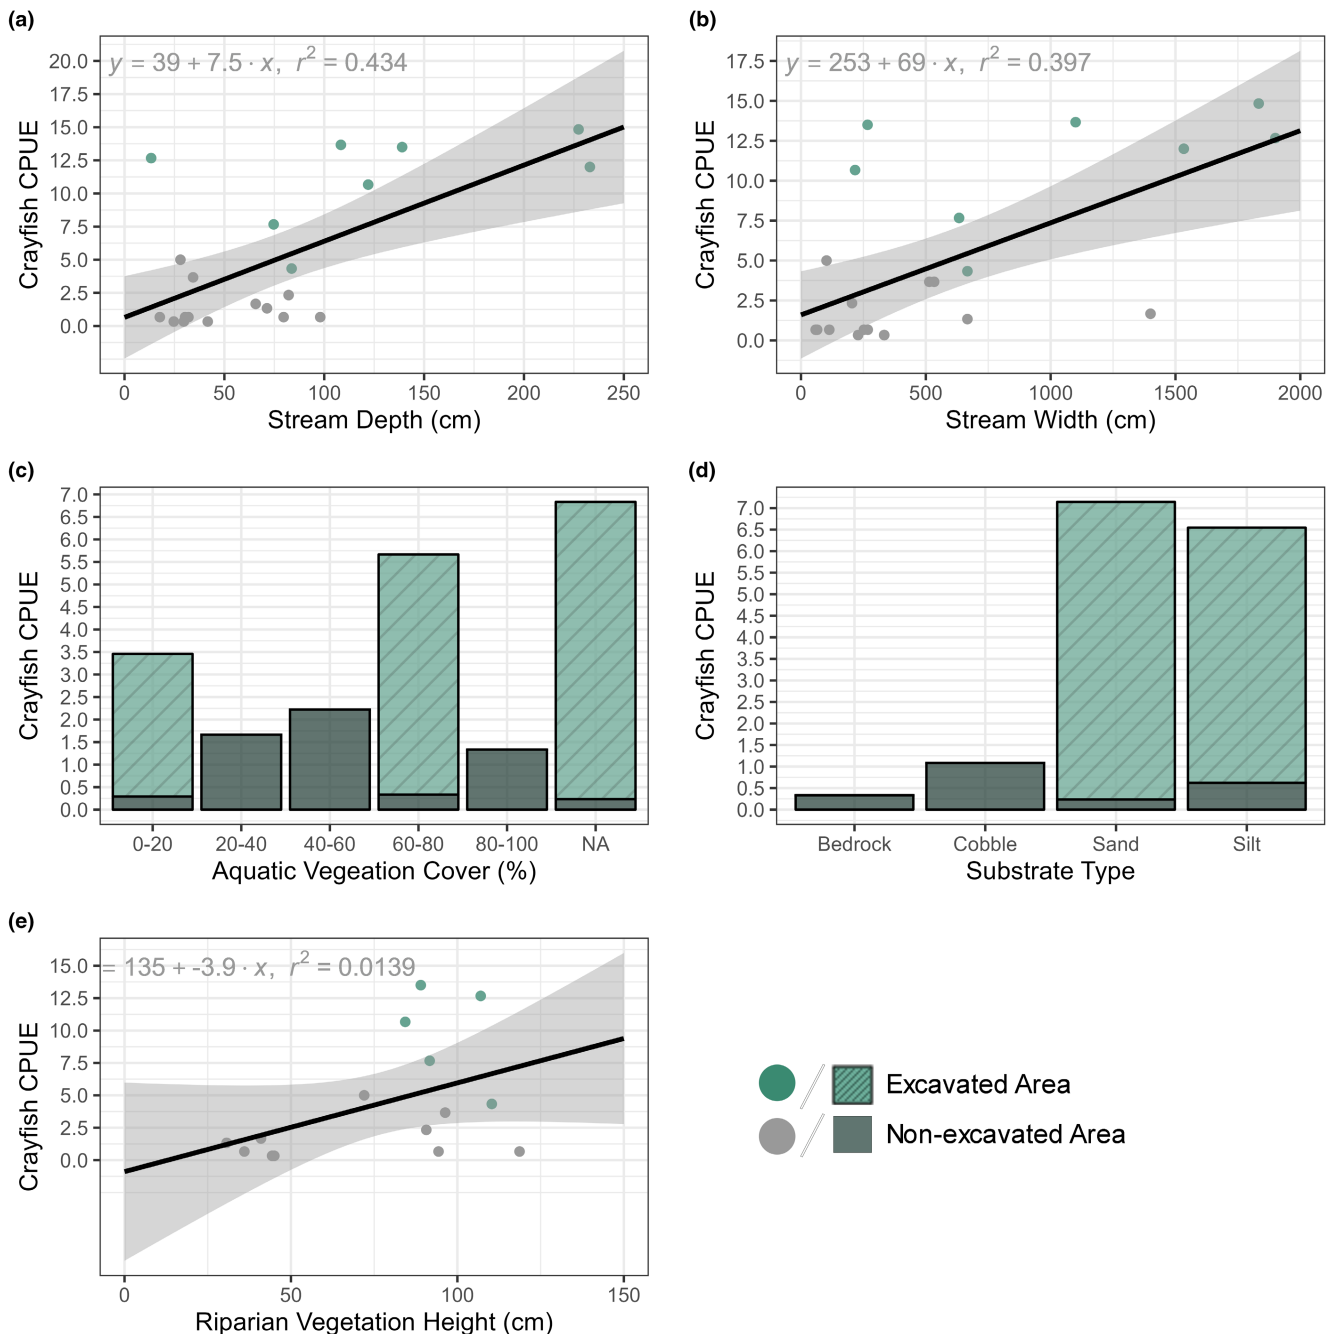 (a)
y = 39 + 7.5 · x, r² = 0.434
20.0
17.5
15.0
12.5
10.0
7.5
5.0
2.5
0.0
Crayfish CPUE
0 50 100 150 200 250
Stream Depth (cm)
(b)
y = 253 + 69 · x, r² = 0.397
17.5
15.0
12.5
10.0
7.5
5.0
2.5
0.0
Crayfish CPUE
0 500 1000 1500 2000
Stream Width (cm)
(c)
7.0
6.5
6.0
5.5
5.0
4.5
4.0
3.5
3.0
2.5
2.0
1.5
1.0
0.5
0.0
Crayfish CPUE
0-20 20-40 40-60 60-80 80-100 NA
Aquatic Vegeation Cover (%)
(d)
7.0
6.5
6.0
5.5
5.0
4.5
4.0
3.5
3.0
2.5
2.0
1.5
1.0
0.5
0.0
Crayfish CPUE
Bedrock Cobble Sand Silt
Substrate Type
(e)
= 135 + -3.9 · x, r² = 0.0139
15.0
12.5
10.0
7.5
5.0
2.5
0.0
Crayfish CPUE
0 50 100 150
Riparian Vegetation Height (cm)
Excavated Area
Non-excavated Area